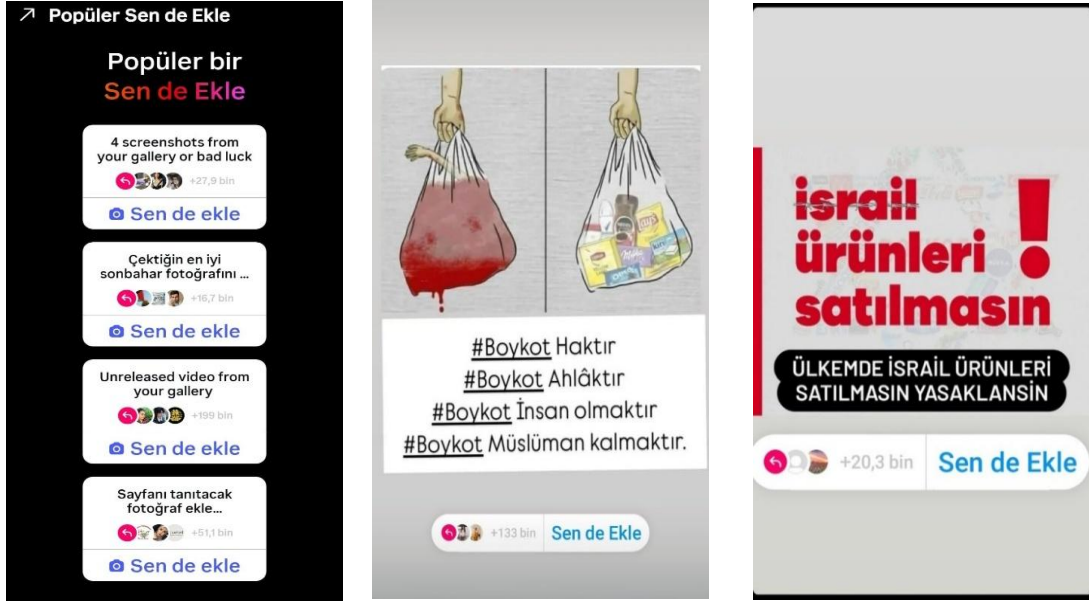 Popüler Sen de Ekle
Popüler bir
Sen de Ekle
4 screenshots from
your gallery or bad luck
+27,9 bin
Sen de ekle
Çektiğin en iyi
sonbahar fotoğrafını ...
+16,7 bin
Sen de ekle
Unreleased video from
your gallery
+199 bin
Sen de ekle
Sayfanı tanıtacak
fotoğraf ekle...
+51,1 bin
Sen de ekle
Lay's
Milka
#Boykot Haktır
#Boykot Ahlâktır
#Boykot İnsan olmaktır
#Boykot Müslüman kalmaktır.
+133 bin
Sen de Ekle
israil
ürünleri
satılmasın
!
ÜLKEMDE İSRAİL ÜRÜNLERİ
SATILMASIN YASAKLANSİN
+20,3 bin
Sen de Ekle